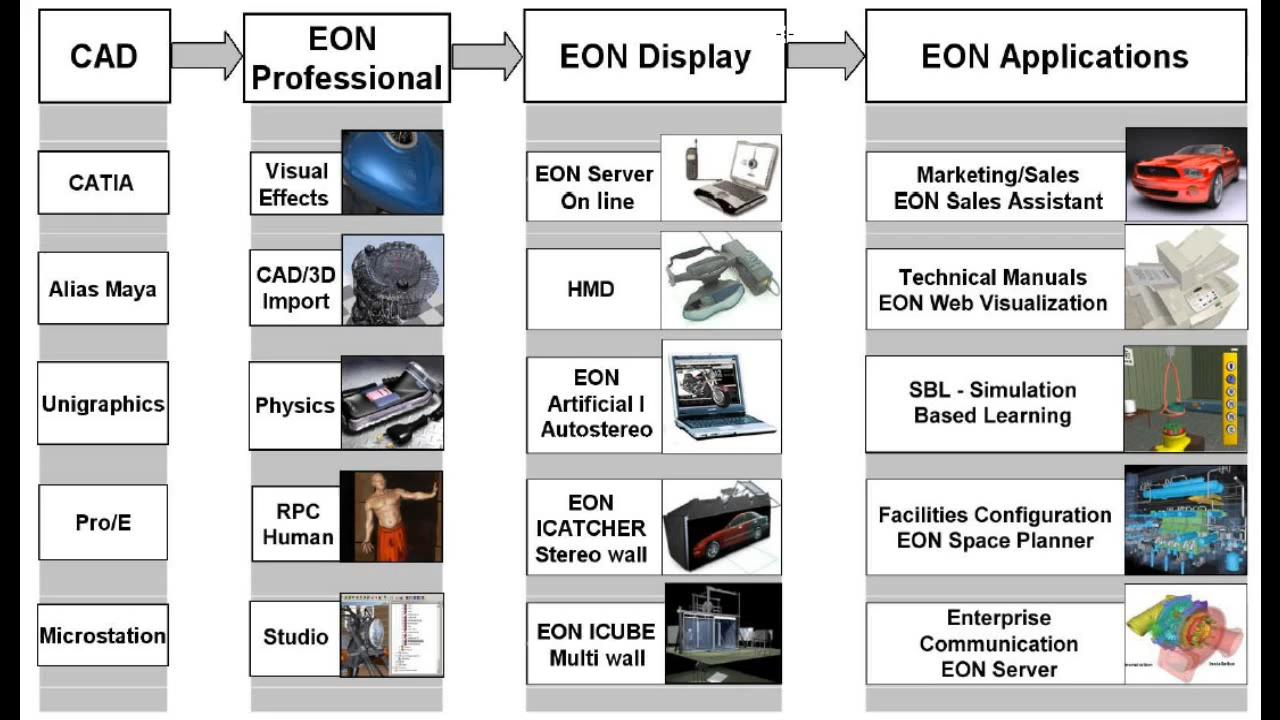 CAD
EON
Professional
EON Display
EON Applications
CATIA
Visual
Effects
EON Server
On line
Marketing/Sales
EON Sales Assistant
Alias Maya
CAD/3D
Import
HMD
Technical Manuals
EON Web Visualization
Unigraphics
Physics
EON
Artificial I
Autostereo
SBL - Simulation
Based Learning
Pro/E
RPC
Human
EON
ICATCHER
Stereo wall
Facilities Configuration
EON Space Planner
Microstation
Studio
EON ICUBE
Multi wall
Enterprise
Communication
EON Server